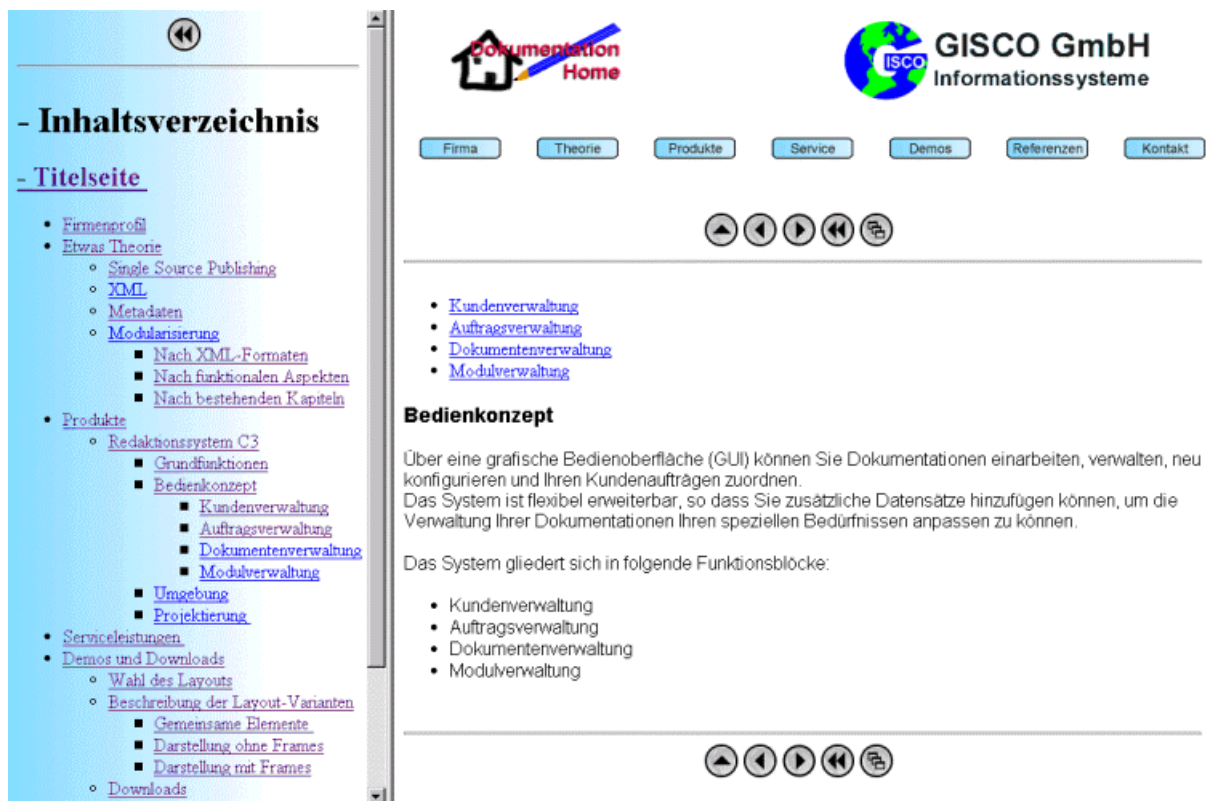 - Inhaltsverzeichnis
- Titelseite
Firmenprofil
Etwas Theorie
Single Source Publishing
XML
Metadaten
Modularisierung
Nach XML-Formaten
Nach funktionalen Aspekten
Nach bestehenden Kapiteln
Produkte
Redaktionssystem C3
Grundfunktionen
Bedienkonzept
Kundenverwaltung
Auftragsverwaltung
Dokumentenverwaltung
Modulverwaltung
Umgebung
Projektierung
Serviceleistungen
Demos und Downloads
Wahl des Layouts
Beschreibung der Layout-Varianten
Gemeinsame Elemente
Darstellung ohne Frames
Darstellung mit Frames
Downloads
Dokumentation
Home
GISCO
GISCO GmbH
Informationssysteme
Firma Theorie Produkte Service Demos Referenzen Kontakt
Kundenverwaltung
Auftragsverwaltung
Dokumentenverwaltung
Modulverwaltung
Bedienkonzept
Über eine grafische Bedienoberfläche (GUI) können Sie Dokumentationen einarbeiten, verwalten, neu
konfigurieren und Ihren Kundenaufträgen zuordnen.
Das System ist flexibel erweiterbar, so dass Sie zusätzliche Datensätze hinzufügen können, um die
Verwaltung Ihrer Dokumentationen Ihren speziellen Bedürfnissen anpassen zu können.
Das System gliedert sich in folgende Funktionsblöcke:
Kundenverwaltung
Auftragsverwaltung
Dokumentenverwaltung
Modulverwaltung